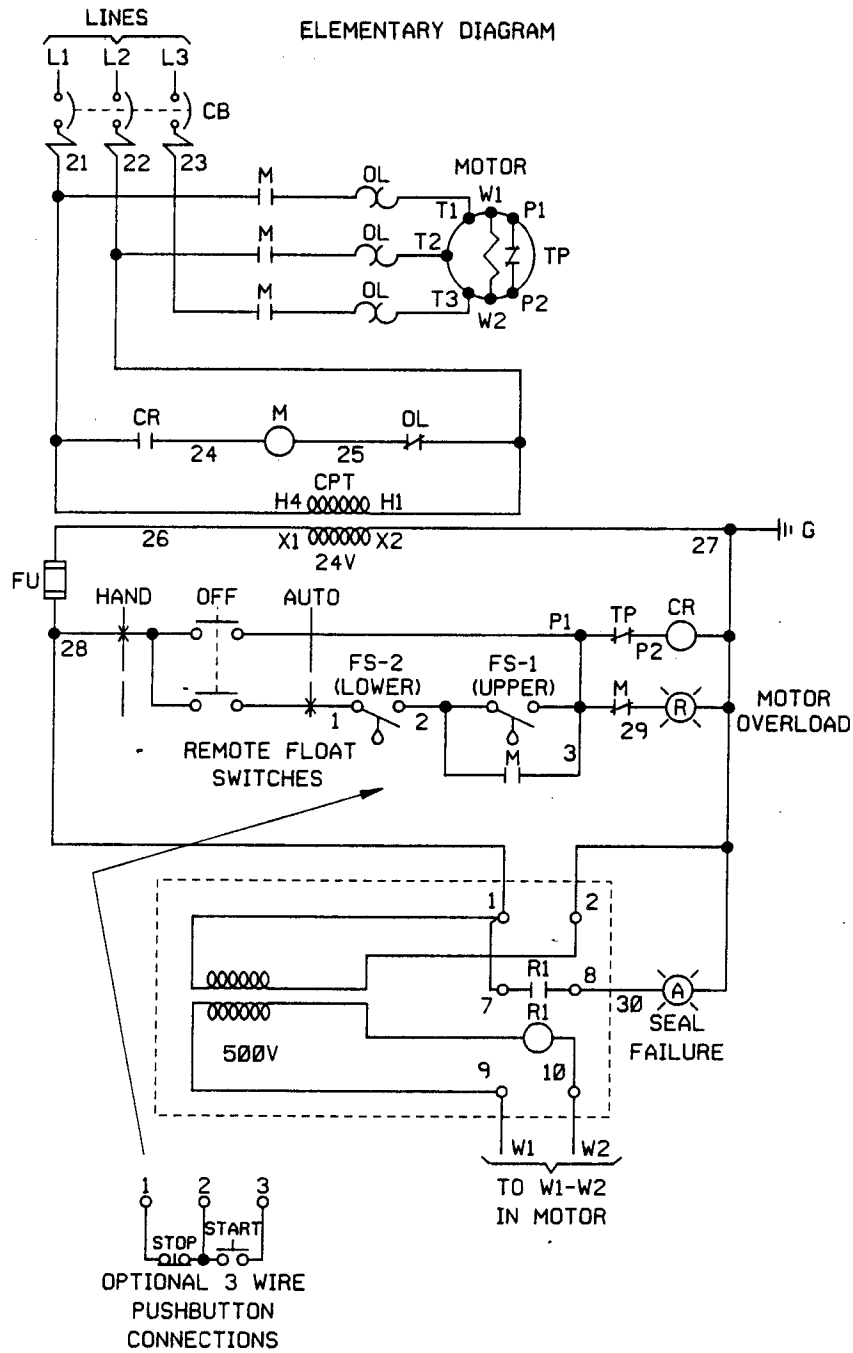 LINES
ELEMENTARY DIAGRAM
L1 L2 L3
CB
21 22 23
M OL
MOTOR
W1
T1 P1
M OL T2
TP
M OL T3 P2
W2
CR M OL
24 25
CPT
H4 H1
26 X1 X2 27 G
24V
FU
HAND OFF AUTO
P1 TP CR
28 P2
FS-2 FS-1
(LOWER) (UPPER)
M R MOTOR
OVERLOAD
1 2 3 29
REMOTE FLOAT
SWITCHES
M
1 2
R1
7 8 30 A
R1 SEAL
FAILURE
500V
9 10
W1 W2
TO W1-W2
IN MOTOR
1 2 3
START
STOP
OPTIONAL 3 WIRE
PUSHBUTTON
CONNECTIONS